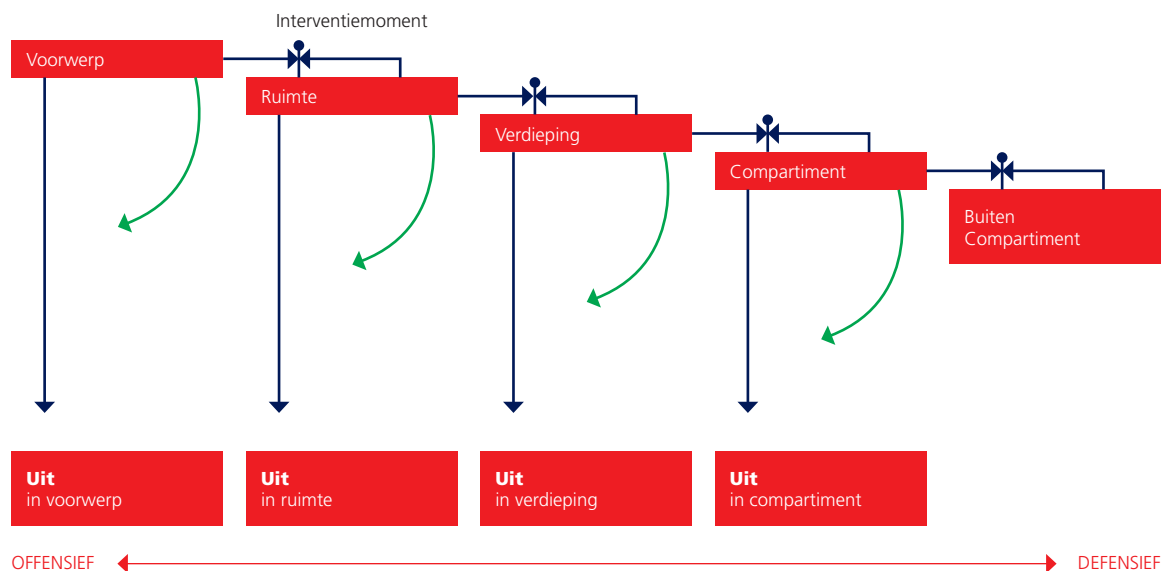 Interventiemoment
Voorwerp
Ruimte
Verdieping
Compartiment
Buiten
Compartiment
Uit
in voorwerp
Uit
in ruimte
Uit
in verdieping
Uit
in compartiment
OFFENSIEF
DEFENSIEF